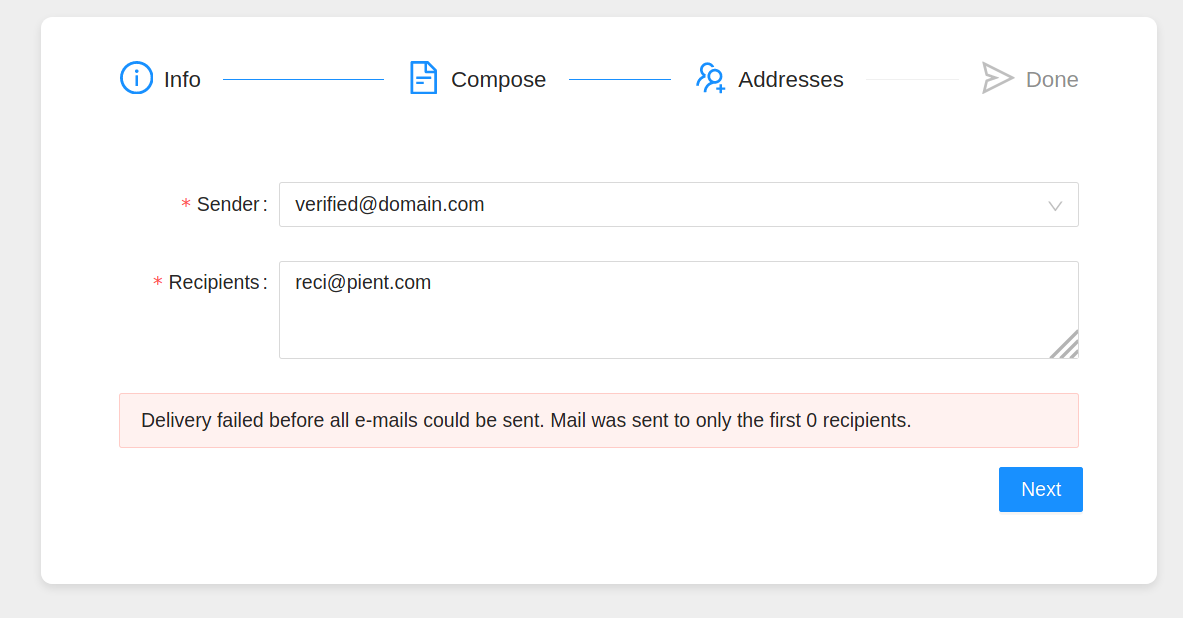 Info Compose Addresses Done
* Sender: verified@domain.com
* Recipients: reci@pient.com
Delivery failed before all e-mails could be sent. Mail was sent to only the first 0 recipients.
Next